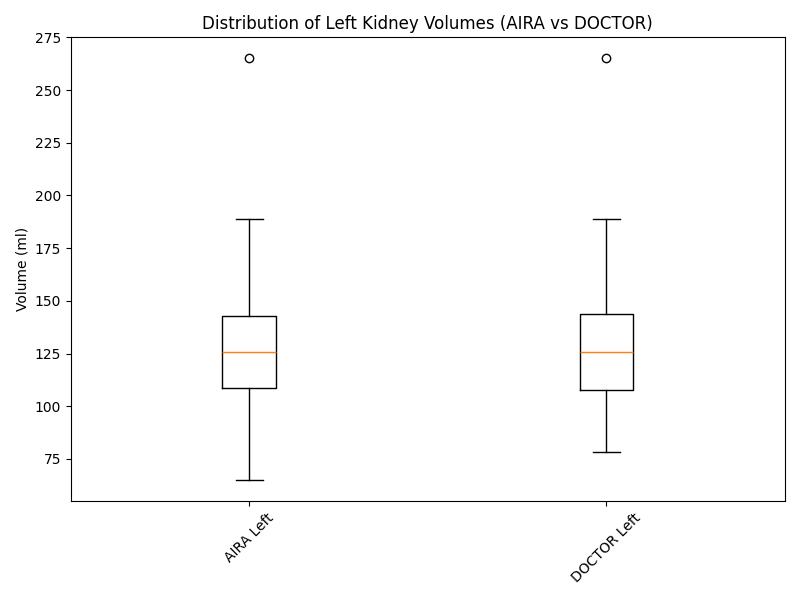 Distribution of Left Kidney Volumes (AIRA vs DOCTOR)
275
250
225
200
175
150
125
100
75
Volume (ml)
AIRA Left
DOCTOR Left